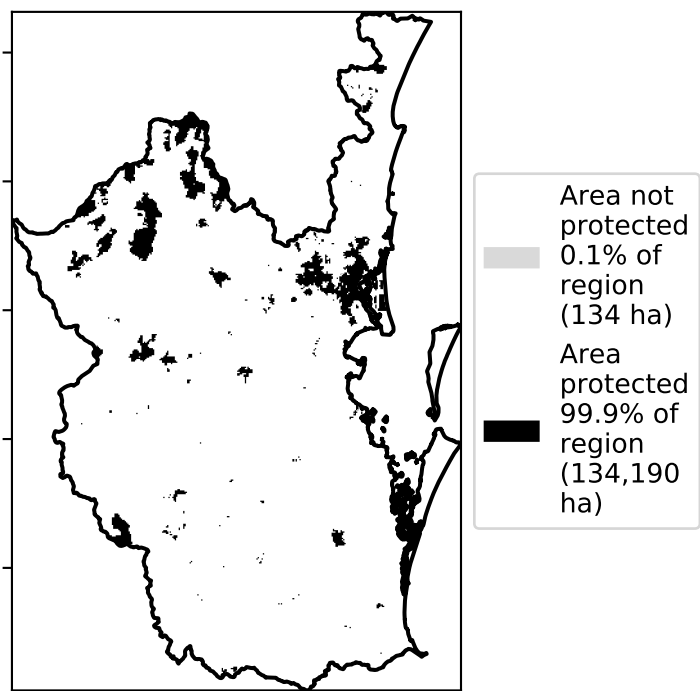 Area not
protected
0.1% of
region
(134 ha)
Area
protected
99.9% of
region
(134,190
ha)